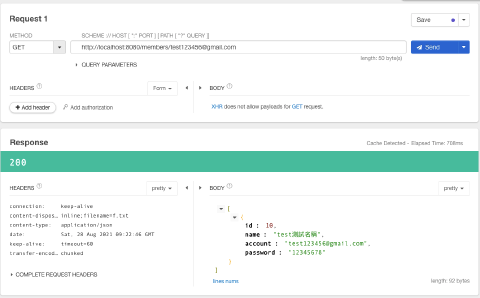 Request 1
Save
METHOD
SCHEME :// HOST [ ":" PORT ] [ PATH [ "?" QUERY ]]
GET
http://localhost:8080/members/test123456@gmail.com
Send
length: 50 byte(s)
QUERY PARAMETERS
HEADERS
Form
BODY
Add header
Add authorization
XHR does not allow payloads for GET request.
Response
Cache Detected - Elapsed Time: 768ms
200
HEADERS
pretty
BODY
pretty
connection: keep-alive
content-dispos… inline;filename=f.txt
content-type: application/json
date: Sat, 28 Aug 2021 09:22:46 GMT
keep-alive: timeout=60
transfer-encod… chunked
COMPLETE REQUEST HEADERS
[
{
id : 10,
name : "test測試名稱",
account : "test123456@gmail.com",
password : "12345678"
}
]
lines nums
length: 92 bytes